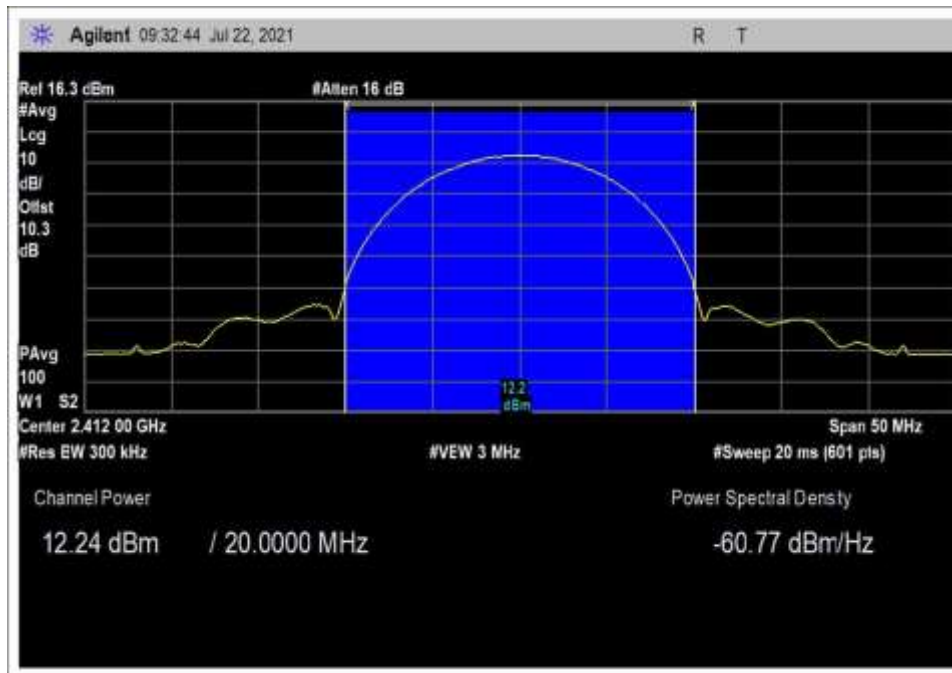 Agilent 09:32:44 Jul 22, 2021 R T
Ref 16.3 dBm #Atten 16 dB
#Avg
Log
10
dB/
Offst
10.3
dB
PAvg
100
W1 S2
12.2
dBm
Center 2.412 00 GHz Span 50 MHz
#Res BW 300 kHz #VBW 3 MHz #Sweep 20 ms (601 pts)
Channel Power Power Spectral Density
12.24 dBm / 20.0000 MHz -60.77 dBm/Hz